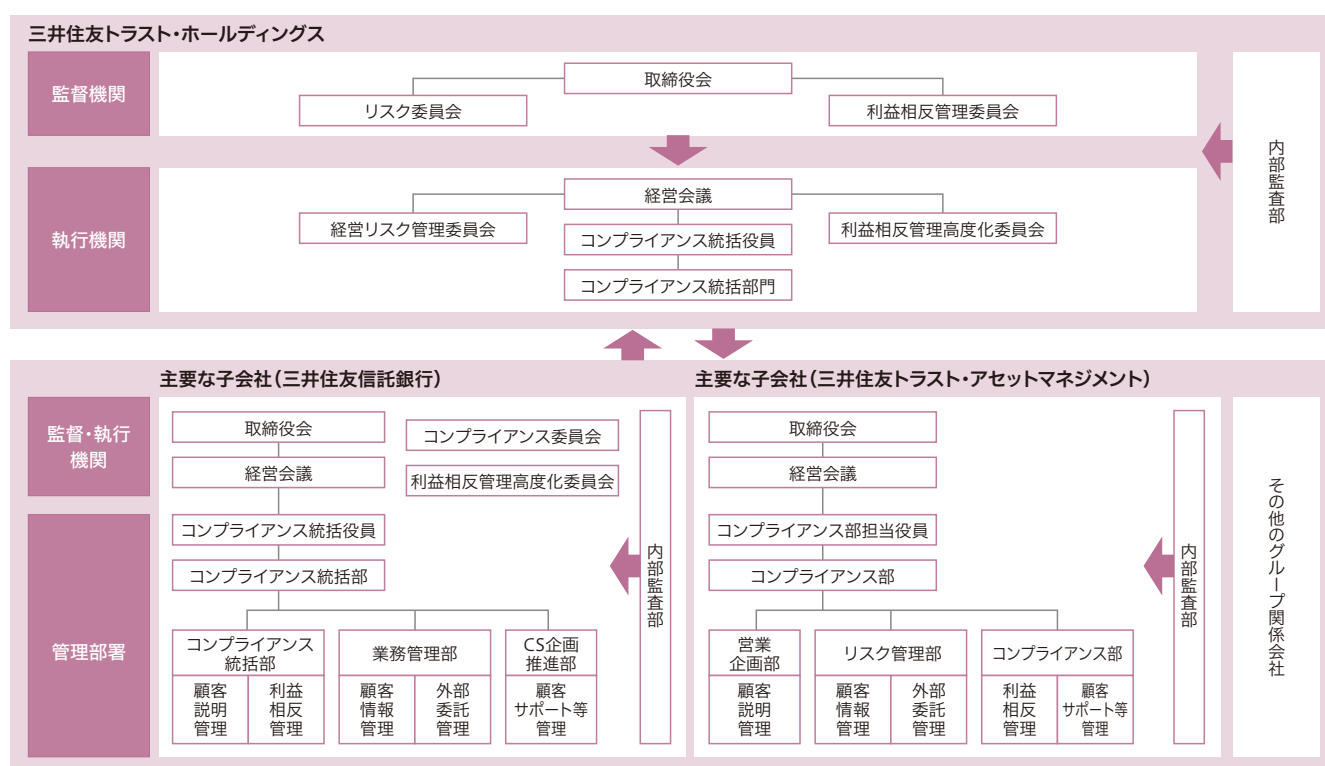 三井住友トラスト・ホールディングス
監督機関
取締役会
リスク委員会
利益相反管理委員会
執行機関
経営会議
経営リスク管理委員会
利益相反管理高度化委員会
コンプライアンス統括役員
コンプライアンス統括部門
内部監査部
主要な子会社(三井住友信託銀行)
監督・執行
機関
取締役会
コンプライアンス委員会
経営会議
利益相反管理高度化委員会
管理部署
コンプライアンス統括役員
コンプライアンス統括部
コンプライアンス
統括部
顧客
説明
管理
利益
相反
管理
業務管理部
顧客
情報
管理
外部
委託
管理
CS企画
推進部
顧客
サポート等
管理
内部監査部
主要な子会社(三井住友トラスト・アセットマネジメント)
取締役会
経営会議
コンプライアンス部担当役員
コンプライアンス部
営業
企画部
顧客
説明
管理
リスク管理部
顧客
情報
管理
外部
委託
管理
コンプライアンス部
利益
相反
管理
顧客
サポート等
管理
内部監査部
その他のグループ関係会社